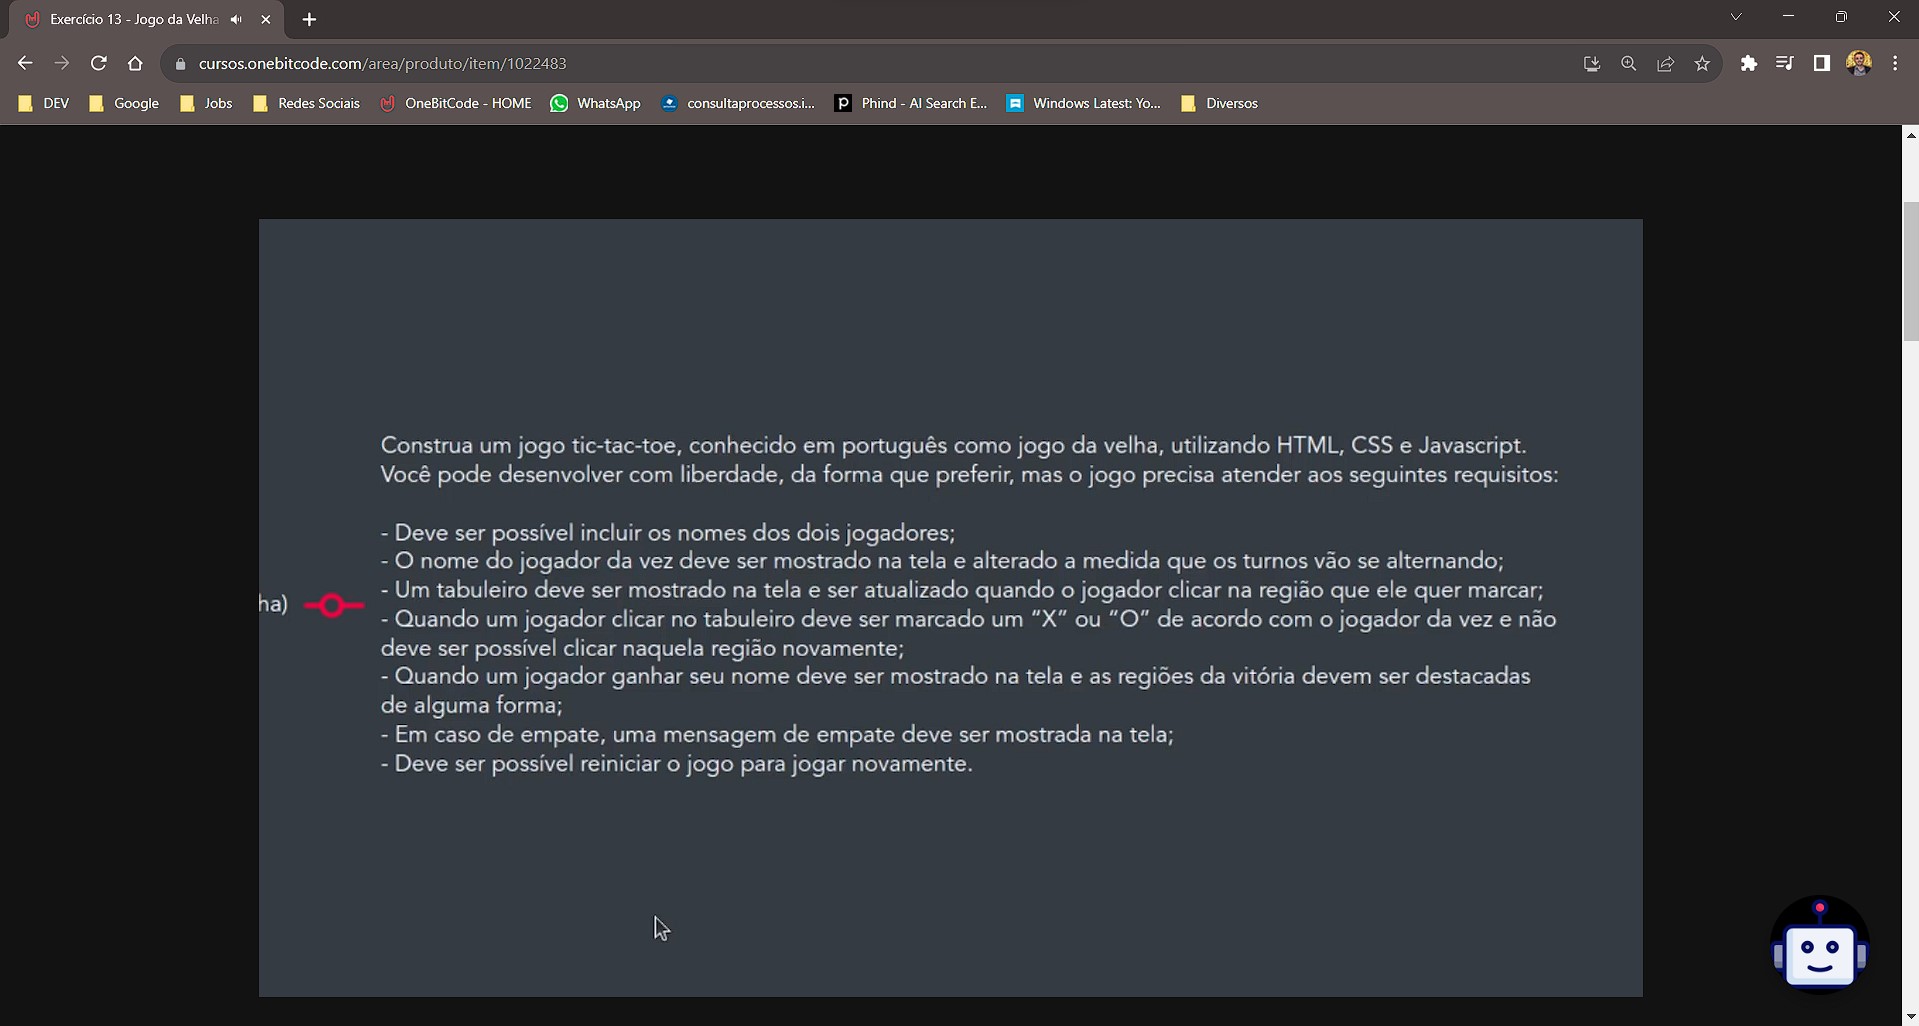 Exercício 13 - Jogo da Velha
cursos.onebitcode.com/area/produto/item/1022483
DEV Google Jobs Redes Sociais OneBitCode - HOME WhatsApp consultaprocessos.i... Phind - AI Search E... Windows Latest: Yo... Diversos
Construa um jogo tic-tac-toe, conhecido em português como jogo da velha, utilizando HTML, CSS e Javascript.
Você pode desenvolver com liberdade, da forma que preferir, mas o jogo precisa atender aos seguintes requisitos:
- Deve ser possível incluir os nomes dos dois jogadores;
- O nome do jogador da vez deve ser mostrado na tela e alterado a medida que os turnos vão se alternando;
- Um tabuleiro deve ser mostrado na tela e ser atualizado quando o jogador clicar na região que ele quer marcar;
ha)
- Quando um jogador clicar no tabuleiro deve ser marcado um “X” ou “O” de acordo com o jogador da vez e não
deve ser possível clicar naquela região novamente;
- Quando um jogador ganhar seu nome deve ser mostrado na tela e as regiões da vitória devem ser destacadas
de alguma forma;
- Em caso de empate, uma mensagem de empate deve ser mostrada na tela;
- Deve ser possível reiniciar o jogo para jogar novamente.